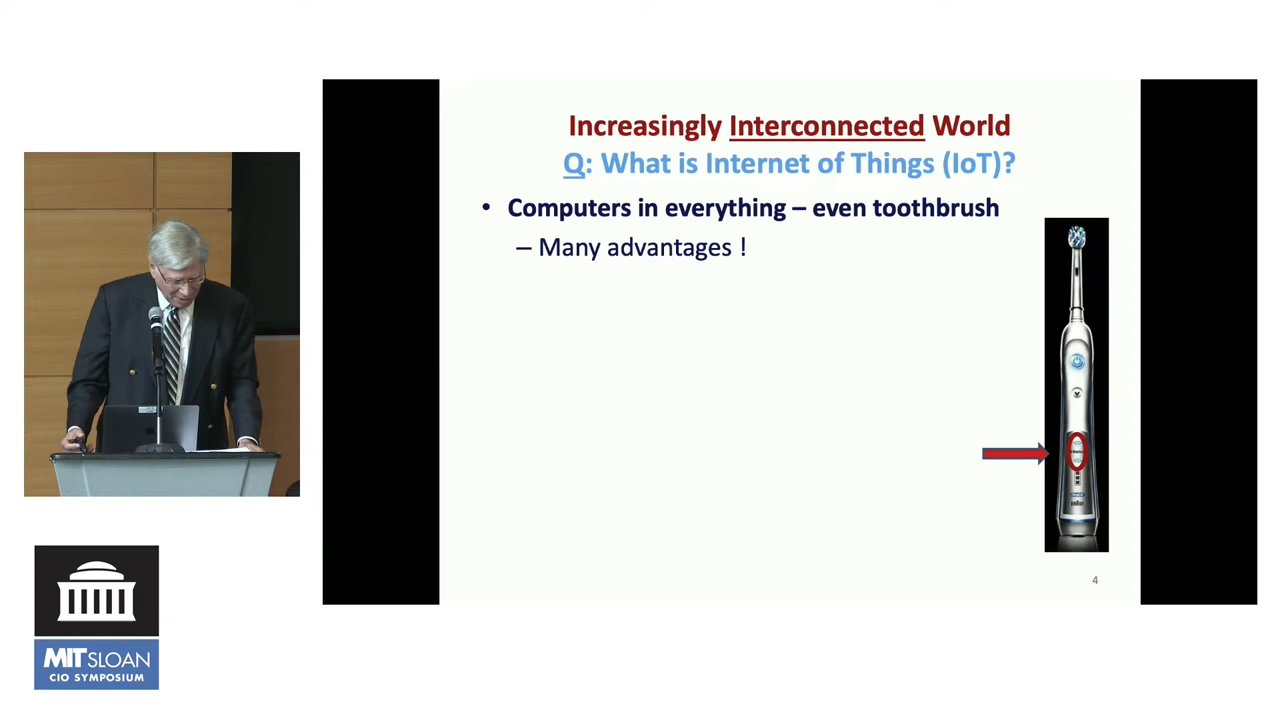 Increasingly Interconnected World
Q: What is Internet of Things (IoT)?
• Computers in everything – even toothbrush
– Many advantages !
4
MIT SLOAN
CIO SYMPOSIUM